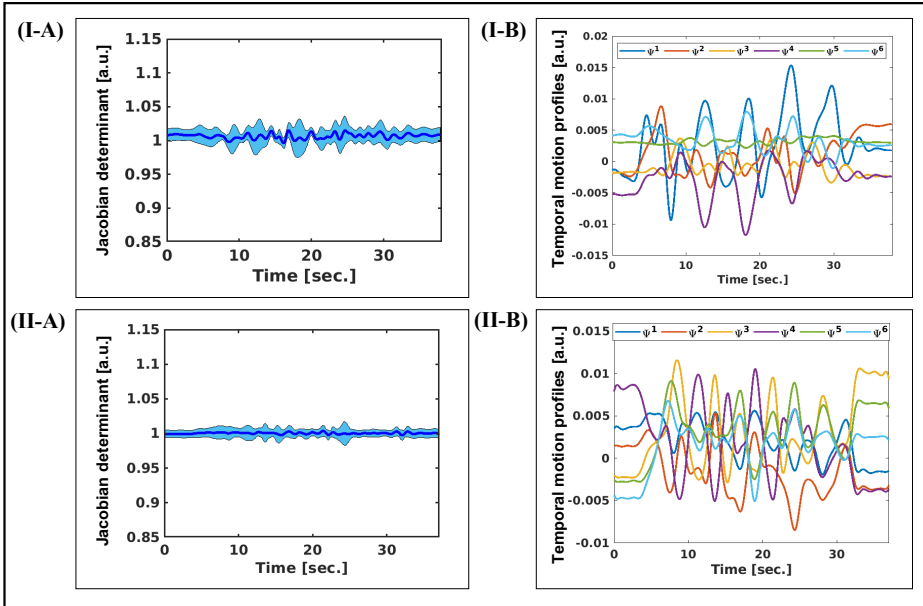 (I-A)
Jacobian determinant [a.u.]
1.15
1.1
1.05
1
0.95
0.9
0.85
0 10 20 30
Time [sec.]
(I-B)
Temporal motion profiles [a.u.]
0.02
0.015
0.01
0.005
0
-0.005
-0.01
-0.015
Ψ1 Ψ2 Ψ3 Ψ4 Ψ5 Ψ6
0 10 20 30
Time [sec.]
(II-A)
Jacobian determinant [a.u.]
1.15
1.1
1.05
1
0.95
0.9
0.85
0 10 20 30
Time [sec.]
(II-B)
Temporal motion profiles [a.u.]
0.015
0.01
0.005
0
-0.005
-0.01
Ψ1 Ψ2 Ψ3 Ψ4 Ψ5 Ψ6
0 10 20 30
Time [sec.]